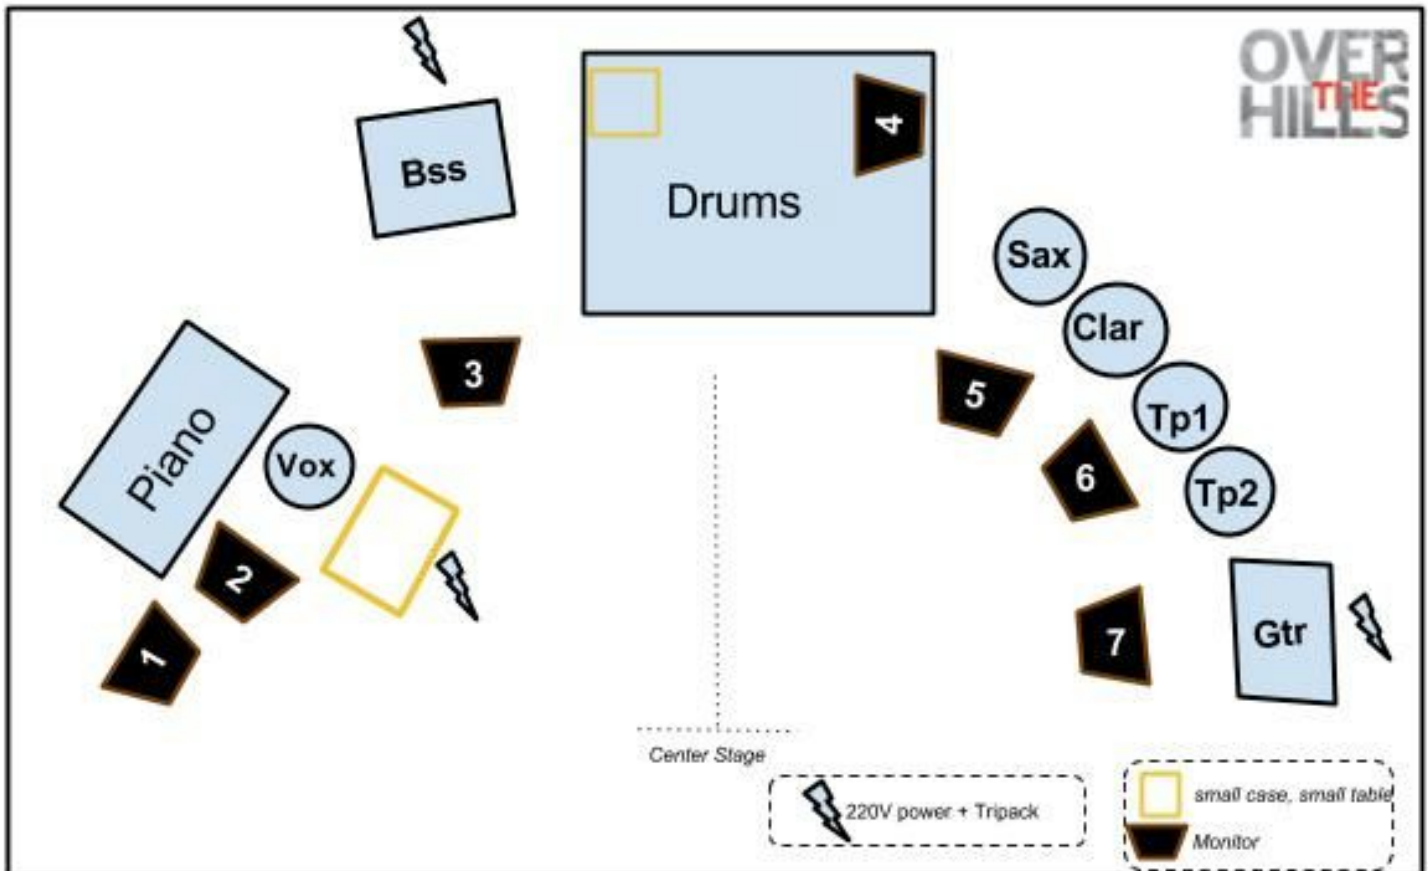 OVER
THE
HILLS
Bss
4
Drums
Sax
Clar
3
5
Tp1
Piano
Vox
6
Tp2
2
1
7
Gtr
Center Stage
220V power + Tripack
small case, small table
Monitor